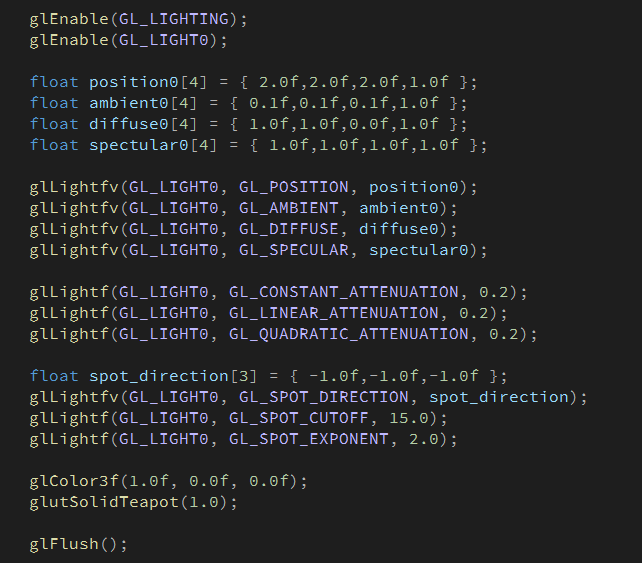 glEnable(GL_LIGHTING);
glEnable(GL_LIGHT0);
float position0[4] = { 2.0f,2.0f,2.0f,1.0f };
float ambient0[4] = { 0.1f,0.1f,0.1f,1.0f };
float diffuse0[4] = { 1.0f,1.0f,0.0f,1.0f };
float spectular0[4] = { 1.0f,1.0f,1.0f,1.0f };
glLightfv(GL_LIGHT0, GL_POSITION, position0);
glLightfv(GL_LIGHT0, GL_AMBIENT, ambient0);
glLightfv(GL_LIGHT0, GL_DIFFUSE, diffuse0);
glLightfv(GL_LIGHT0, GL_SPECULAR, spectular0);
glLightf(GL_LIGHT0, GL_CONSTANT_ATTENUATION, 0.2);
glLightf(GL_LIGHT0, GL_LINEAR_ATTENUATION, 0.2);
glLightf(GL_LIGHT0, GL_QUADRATIC_ATTENUATION, 0.2);
float spot_direction[3] = { -1.0f,-1.0f,-1.0f };
glLightfv(GL_LIGHT0, GL_SPOT_DIRECTION, spot_direction);
glLightf(GL_LIGHT0, GL_SPOT_CUTOFF, 15.0);
glLightf(GL_LIGHT0, GL_SPOT_EXPONENT, 2.0);
glColor3f(1.0f, 0.0f, 0.0f);
glutSolidTeapot(1.0);
glFlush();